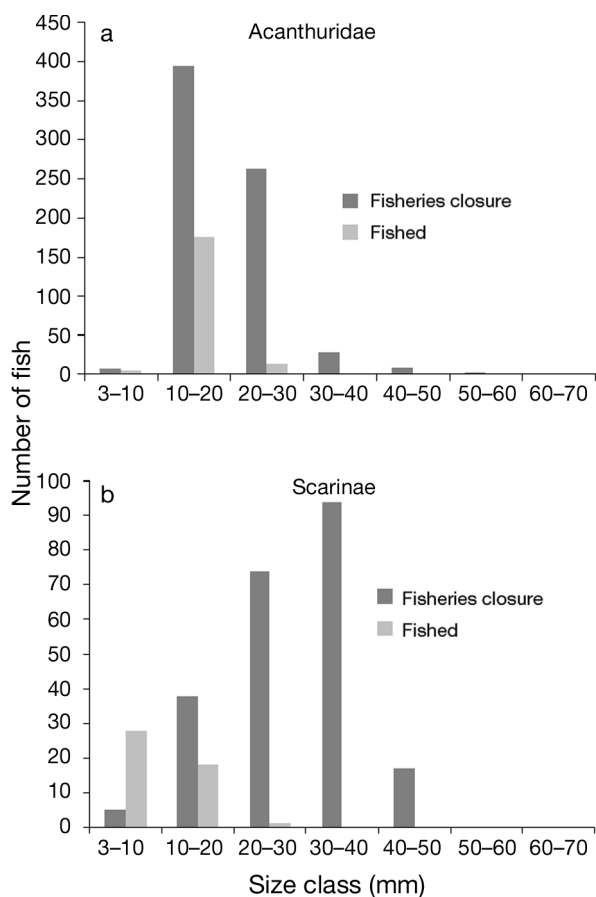 a
Acanthuridae
450
400
350
300
250
200
150
100
50
0
Fisheries closure
Fished
3–10 10–20 20–30 30–40 40–50 50–60 60–70
Number of fish
b
Scarinae
100
90
80
70
60
50
40
30
20
10
0
Fisheries closure
Fished
3–10 10–20 20–30 30–40 40–50 50–60 60–70
Size class (mm)